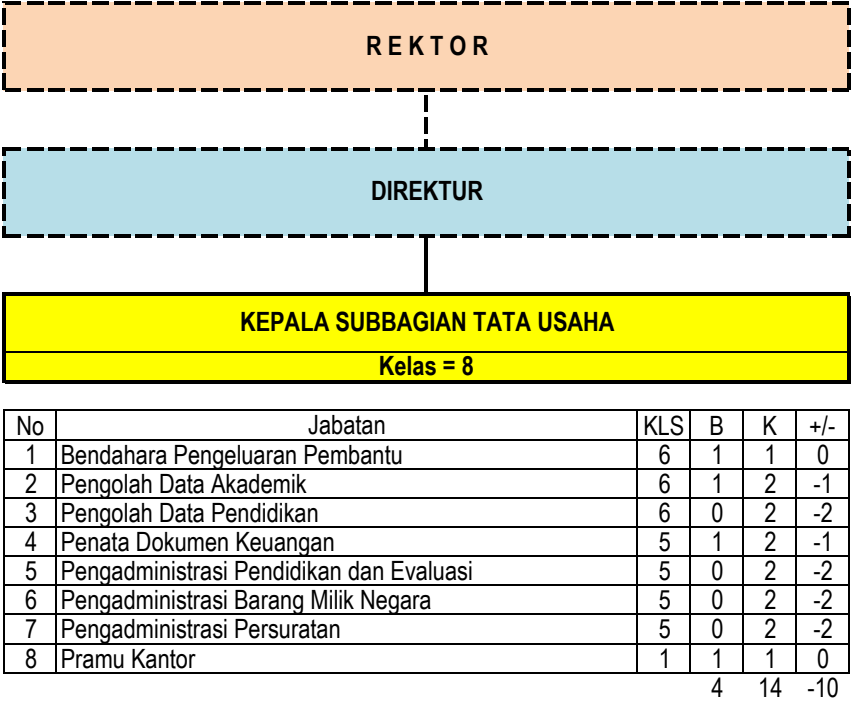 R E K T O R
DIREKTUR
KEPALA SUBBAGIAN TATA USAHA
Kelas = 8
No Jabatan KLS B K +/-
1 Bendahara Pengeluaran Pembantu 6 1 1 0
2 Pengolah Data Akademik 6 1 2 -1
3 Pengolah Data Pendidikan 6 0 2 -2
4 Penata Dokumen Keuangan 5 1 2 -1
5 Pengadministrasi Pendidikan dan Evaluasi 5 0 2 -2
6 Pengadministrasi Barang Milik Negara 5 0 2 -2
7 Pengadministrasi Persuratan 5 0 2 -2
8 Pramu Kantor 1 1 1 0
4 14 -10